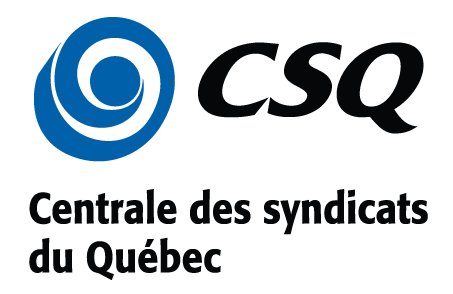 CSQ
Centrale des syndicats
du Québec